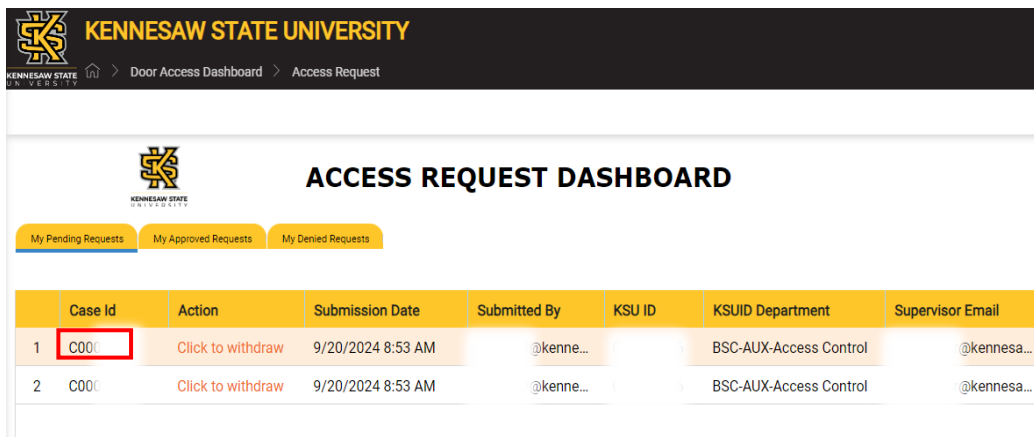 KENNESAW STATE UNIVERSITY
KENNESAW STATE
UNIVERSITY
Door Access Dashboard > Access Request
KS
KENNESAW STATE
UNIVERSITY
ACCESS REQUEST DASHBOARD
My Pending Requests My Approved Requests My Denied Requests
Case Id Action Submission Date Submitted By KSU ID KSUID Department Supervisor Email
1 C000 Click to withdraw 9/20/2024 8:53 AM @kenne... BSC-AUX-Access Control @kennesa...
2 C000 Click to withdraw 9/20/2024 8:53 AM @kenne... BSC-AUX-Access Control @kennesa...